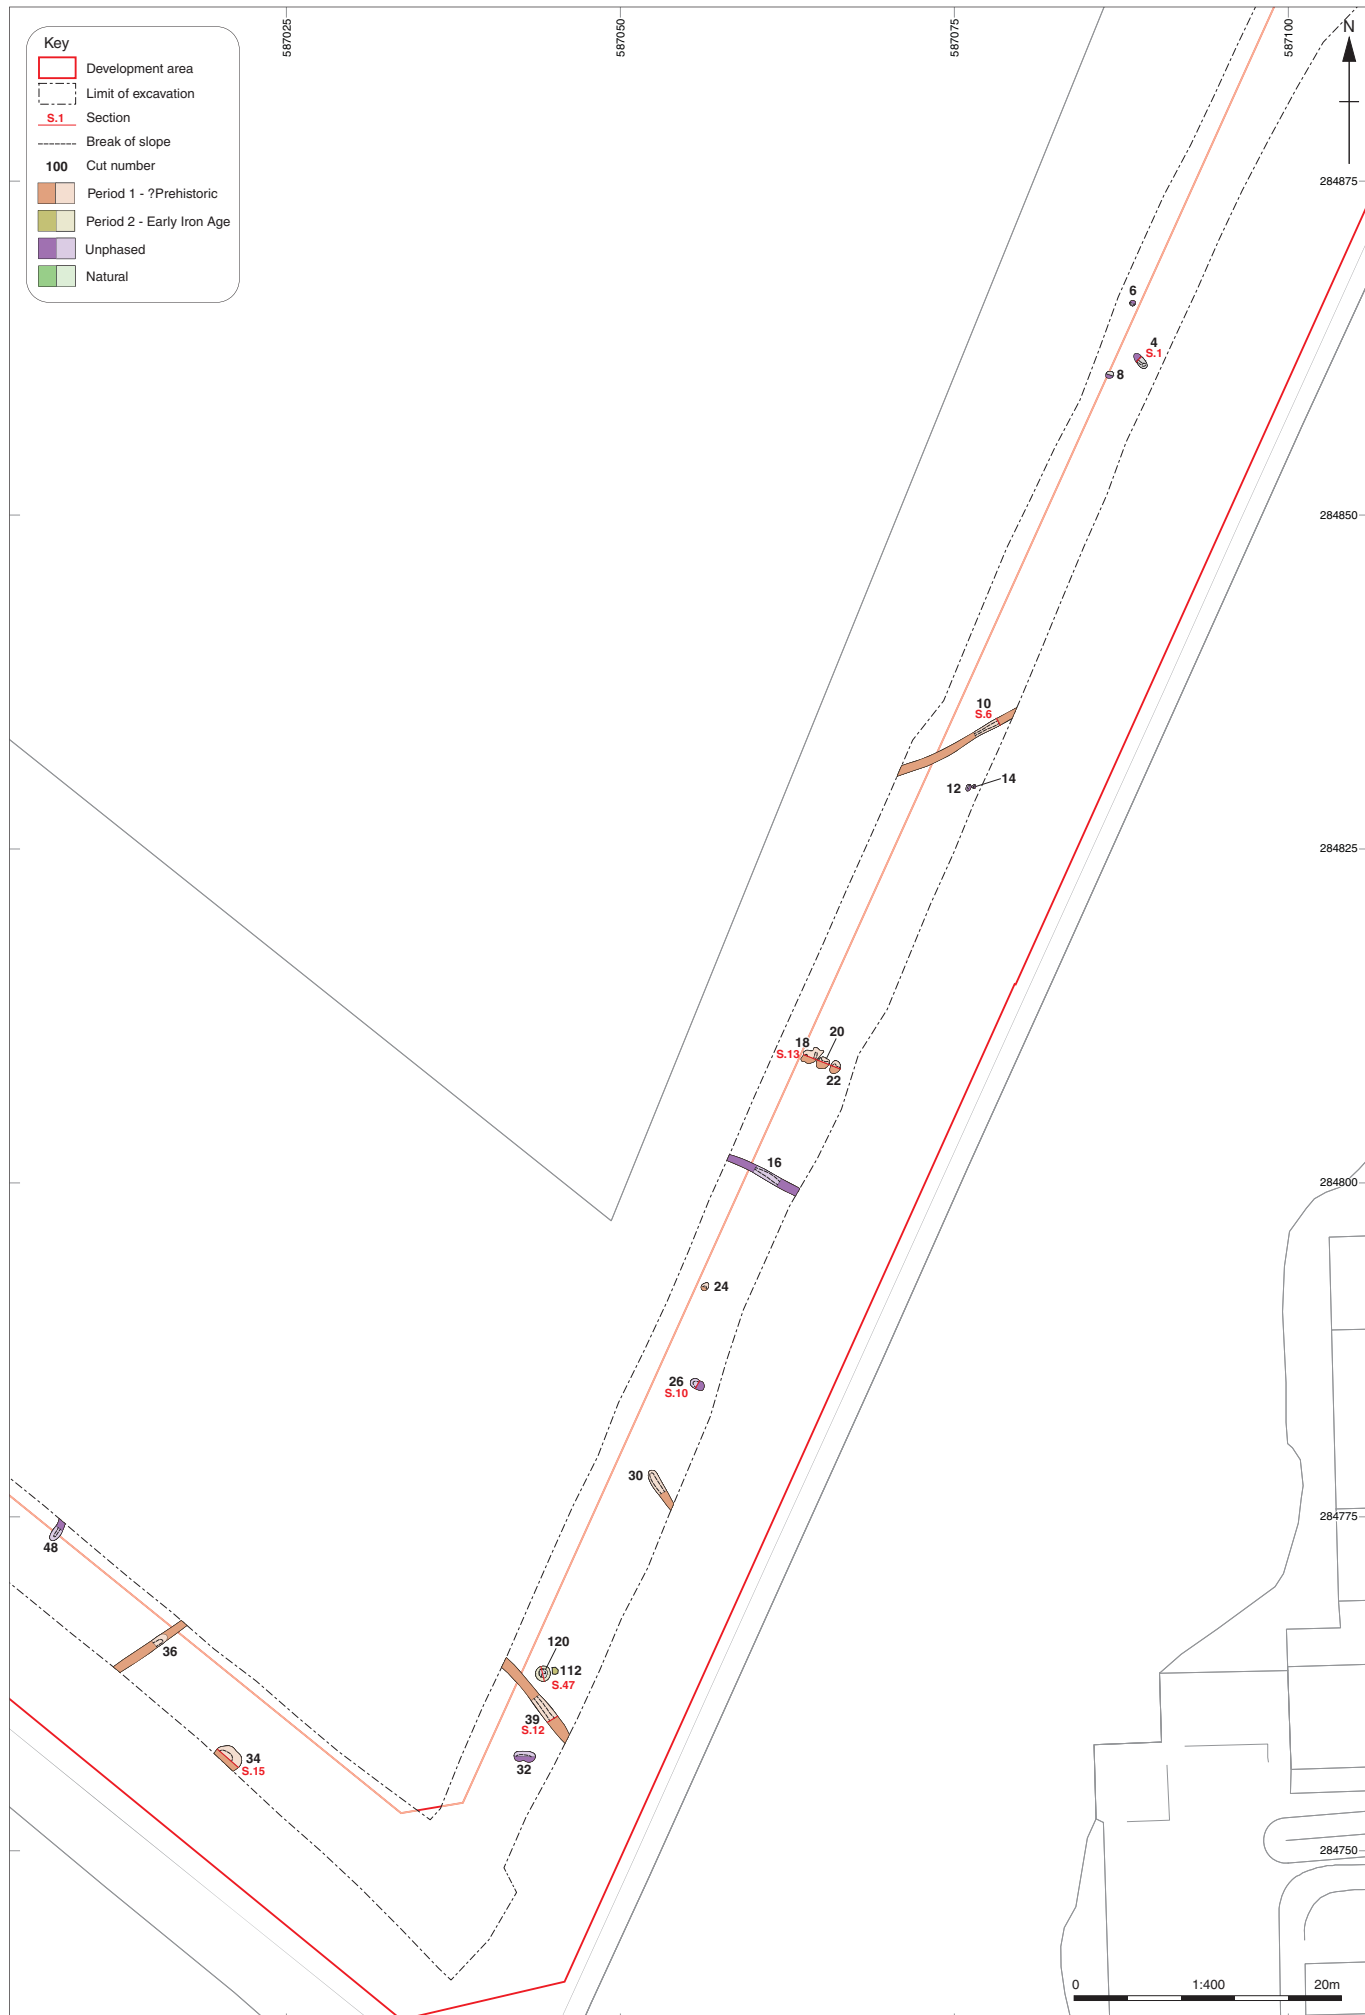 587025
587050
587075
587100
N
Key
Development area
Limit of excavation
S.1 Section
Break of slope
100 Cut number
Period 1 - ?Prehistoric
Period 2 - Early Iron Age
Unphased
Natural
284875
6
4
S.1
8
284850
10
S.6
14
12
284825
20
18
S.13
22
16
284800
24
26
S.10
30
284775
48
120
36
112
S.47
39
S.12
34
S.15
32
284750
0 1:400 20m